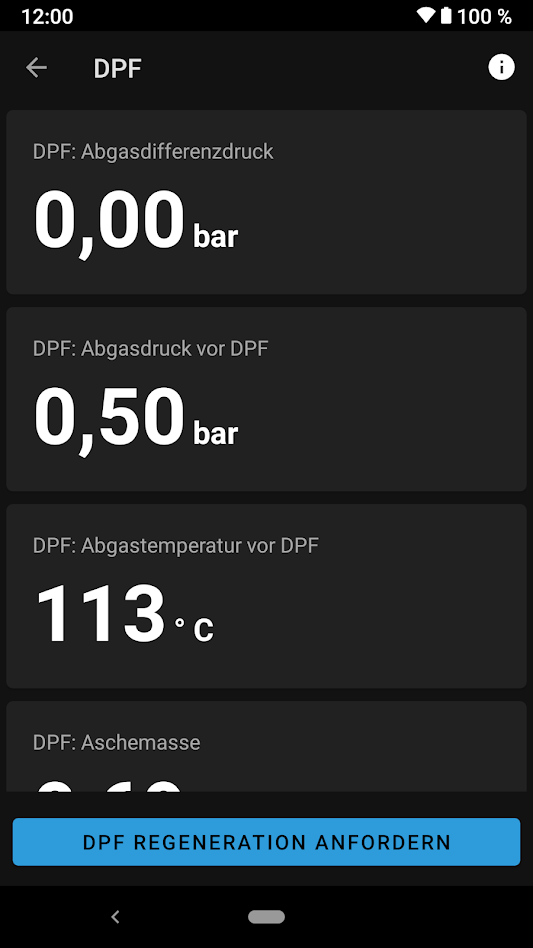 12:00
100 %
DPF
DPF: Abgasdifferenzdruck
0,00 bar
DPF: Abgasdruck vor DPF
0,50 bar
DPF: Abgastemperatur vor DPF
113 ° C
DPF: Aschemasse
DPF REGENERATION ANFORDERN